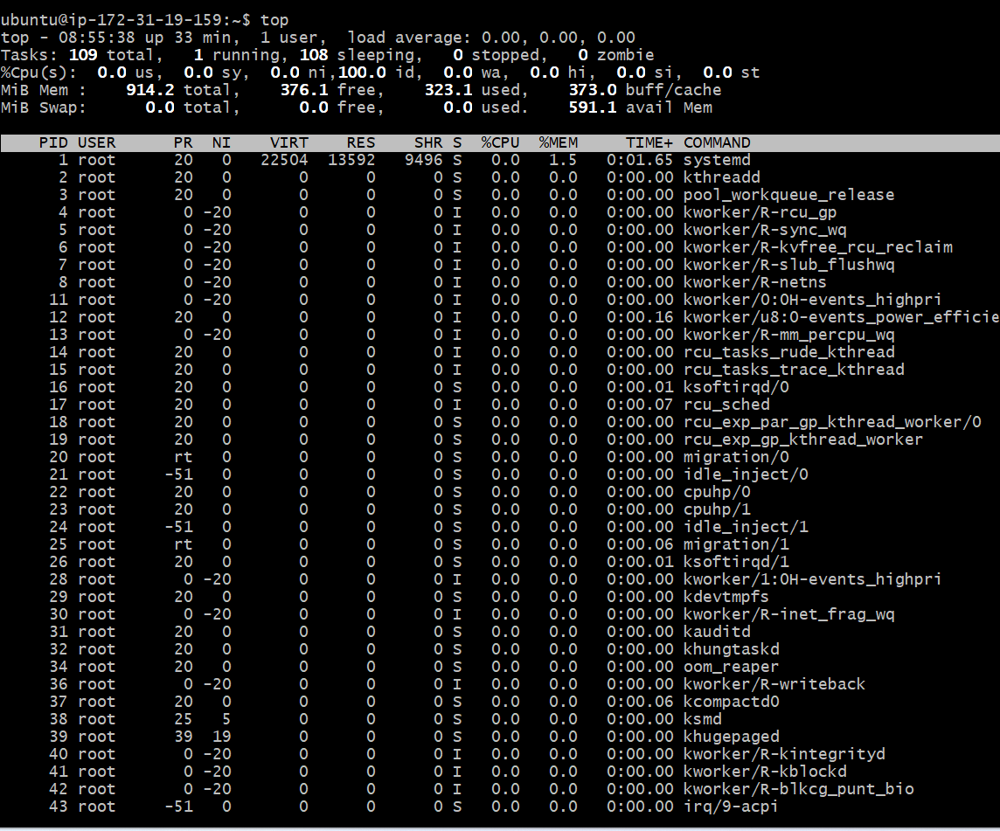 ubuntu@ip-172-31-19-159:~$ top
top - 08:55:38 up 33 min,  1 user,  load average: 0.00, 0.00, 0.00
Tasks: 109 total,   1 running, 108 sleeping,   0 stopped,   0 zombie
%Cpu(s):  0.0 us,  0.0 sy,  0.0 ni,100.0 id,  0.0 wa,  0.0 hi,  0.0 si,  0.0 st
MiB Mem :    914.2 total,    376.1 free,    323.1 used,    373.0 buff/cache
MiB Swap:      0.0 total,      0.0 free,      0.0 used.    591.1 avail Mem
PID USER      PR  NI    VIRT    RES    SHR S  %CPU  %MEM     TIME+ COMMAND
1 root      20   0   22504  13592   9496 S   0.0   1.5   0:01.65 systemd
2 root      20   0       0      0      0 S   0.0   0.0   0:00.00 kthreadd
3 root      20   0       0      0      0 S   0.0   0.0   0:00.00 pool_workqueue_release
4 root       0 -20       0      0      0 I   0.0   0.0   0:00.00 kworker/R-rcu_gp
5 root       0 -20       0      0      0 I   0.0   0.0   0:00.00 kworker/R-sync_wq
6 root       0 -20       0      0      0 I   0.0   0.0   0:00.00 kworker/R-kvfree_rcu_reclaim
7 root       0 -20       0      0      0 I   0.0   0.0   0:00.00 kworker/R-slub_flushwq
8 root       0 -20       0      0      0 I   0.0   0.0   0:00.00 kworker/R-netns
11 root       0 -20       0      0      0 I   0.0   0.0   0:00.00 kworker/0:0H-events_highpri
12 root      20   0       0      0      0 I   0.0   0.0   0:00.16 kworker/u8:0-events_power_efficie
13 root       0 -20       0      0      0 I   0.0   0.0   0:00.00 kworker/R-mm_percpu_wq
14 root      20   0       0      0      0 I   0.0   0.0   0:00.00 rcu_tasks_rude_kthread
15 root      20   0       0      0      0 I   0.0   0.0   0:00.00 rcu_tasks_trace_kthread
16 root      20   0       0      0      0 S   0.0   0.0   0:00.01 ksoftirqd/0
17 root      20   0       0      0      0 I   0.0   0.0   0:00.07 rcu_sched
18 root      20   0       0      0      0 S   0.0   0.0   0:00.00 rcu_exp_par_gp_kthread_worker/0
19 root      20   0       0      0      0 S   0.0   0.0   0:00.00 rcu_exp_gp_kthread_worker
20 root      rt   0       0      0      0 S   0.0   0.0   0:00.00 migration/0
21 root     -51   0       0      0      0 S   0.0   0.0   0:00.00 idle_inject/0
22 root      20   0       0      0      0 S   0.0   0.0   0:00.00 cpuhp/0
23 root      20   0       0      0      0 S   0.0   0.0   0:00.00 cpuhp/1
24 root     -51   0       0      0      0 S   0.0   0.0   0:00.00 idle_inject/1
25 root      rt   0       0      0      0 S   0.0   0.0   0:00.06 migration/1
26 root      20   0       0      0      0 S   0.0   0.0   0:00.01 ksoftirqd/1
28 root       0 -20       0      0      0 I   0.0   0.0   0:00.00 kworker/1:0H-events_highpri
29 root      20   0       0      0      0 S   0.0   0.0   0:00.00 kdevtmpfs
30 root       0 -20       0      0      0 I   0.0   0.0   0:00.00 kworker/R-inet_frag_wq
31 root      20   0       0      0      0 S   0.0   0.0   0:00.00 kauditd
32 root      20   0       0      0      0 S   0.0   0.0   0:00.00 khungtaskd
34 root      20   0       0      0      0 S   0.0   0.0   0:00.00 oom_reaper
36 root       0 -20       0      0      0 I   0.0   0.0   0:00.00 kworker/R-writeback
37 root      20   0       0      0      0 S   0.0   0.0   0:00.06 kcompactd0
38 root      25   5       0      0      0 S   0.0   0.0   0:00.00 ksmd
39 root      39  19       0      0      0 S   0.0   0.0   0:00.00 khugepaged
40 root       0 -20       0      0      0 I   0.0   0.0   0:00.00 kworker/R-kintegrityd
41 root       0 -20       0      0      0 I   0.0   0.0   0:00.00 kworker/R-kblockd
42 root       0 -20       0      0      0 I   0.0   0.0   0:00.00 kworker/R-blkcg_punt_bio
43 root     -51   0       0      0      0 S   0.0   0.0   0:00.00 irq/9-acpi